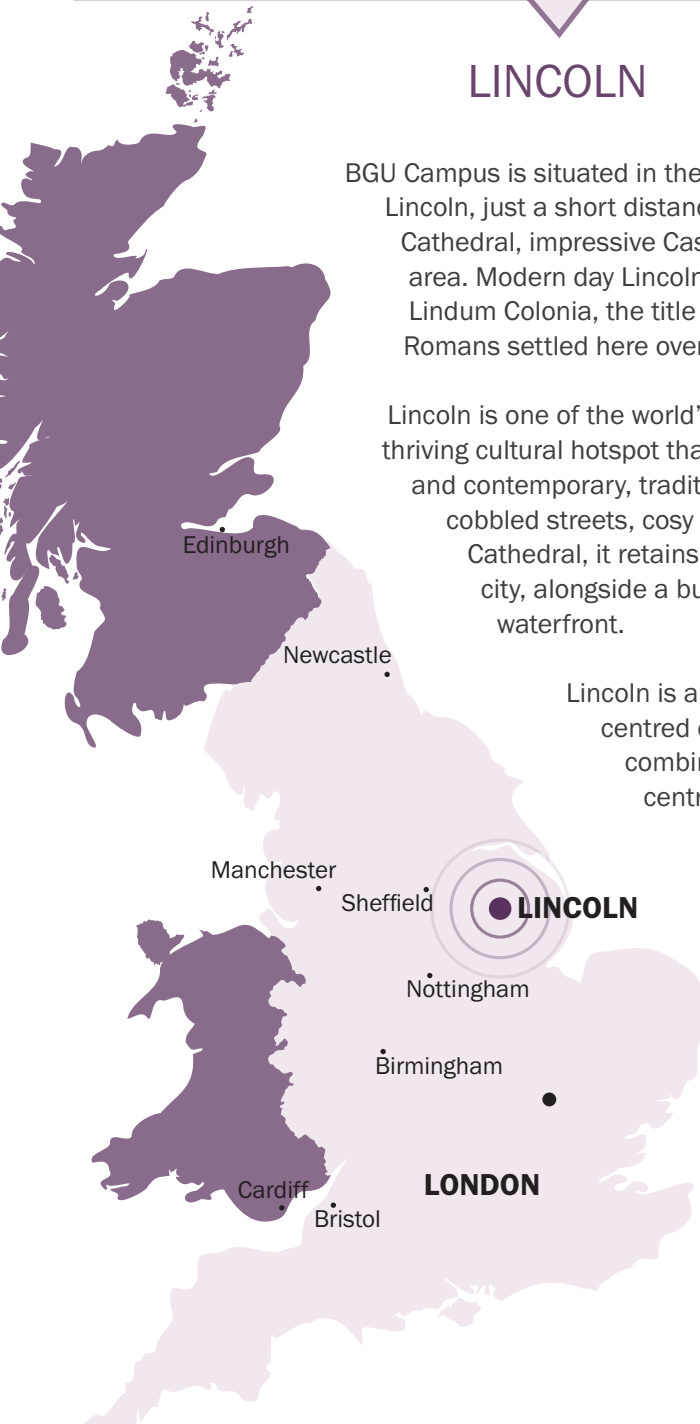 LINCOLN
BGU Campus is situated in the
Lincoln, just a short distanc
Cathedral, impressive Cas
area. Modern day Lincoln
Lindum Colonia, the title
Romans settled here over
Lincoln is one of the world’
thriving cultural hotspot tha
and contemporary, tradit
cobbled streets, cosy
Cathedral, it retains
city, alongside a bu
waterfront.
Lincoln is a
centred
combin
centr
Edinburgh
Newcastle
Manchester
Sheffield
LINCOLN
Nottingham
Birmingham
LONDON
Cardiff
Bristol